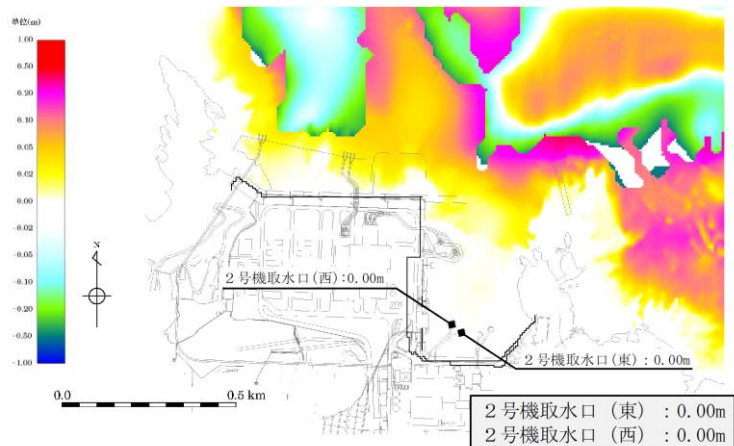 単位(m)
1.00
0.50
0.20
0.10
0.05
0.02
0.00
-0.02
-0.05
-0.10
-0.20
-0.50
-1.00
N
2号機取水口(西):0.00m
2号機取水口(東):0.00m
0.0
0.5 km
2号機取水口（東）：0.00m
2号機取水口（西）：0.00m